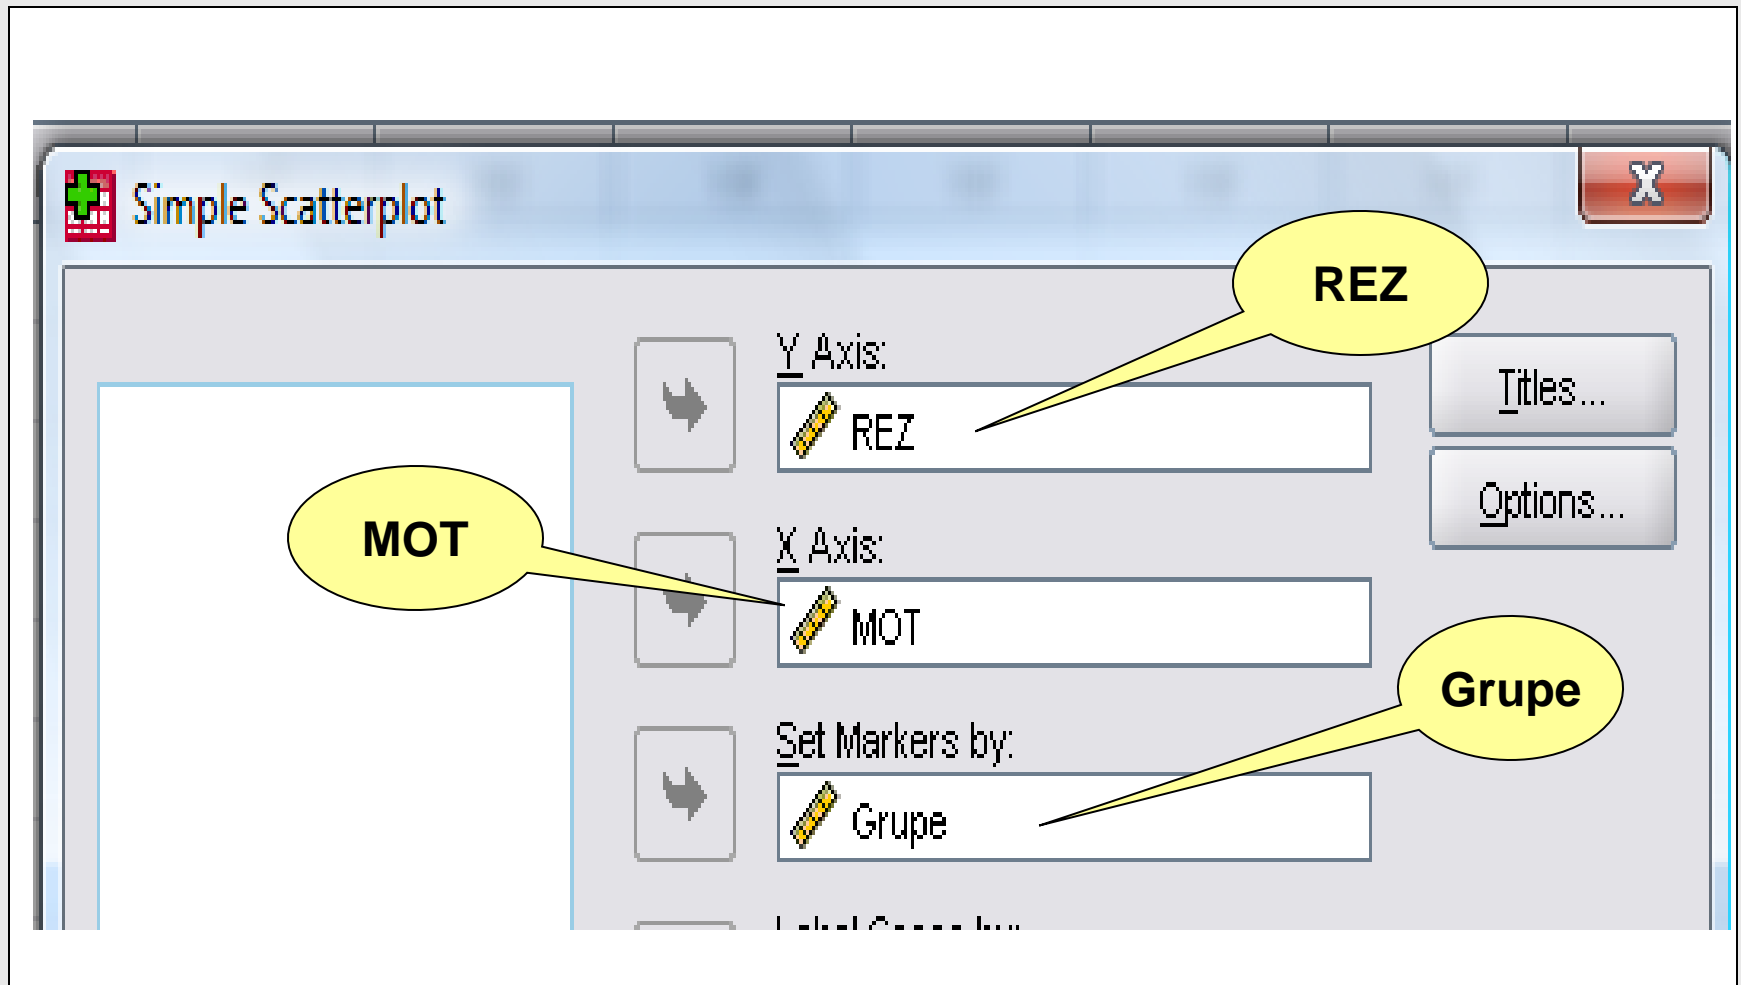 Simple Scatterplot
REZ
Y Axis:
REZ
Titles...
MOT
X Axis:
MOT
Options...
Grupe
Set Markers by:
Grupe